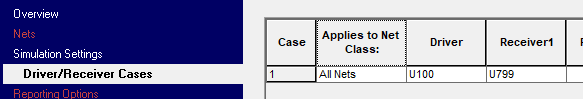 Overview
Nets
Simulation Settings
Driver/Receiver Cases
Reporting Options
Case Applies to Net Class: Driver Receiver1
1 All Nets U100 U799